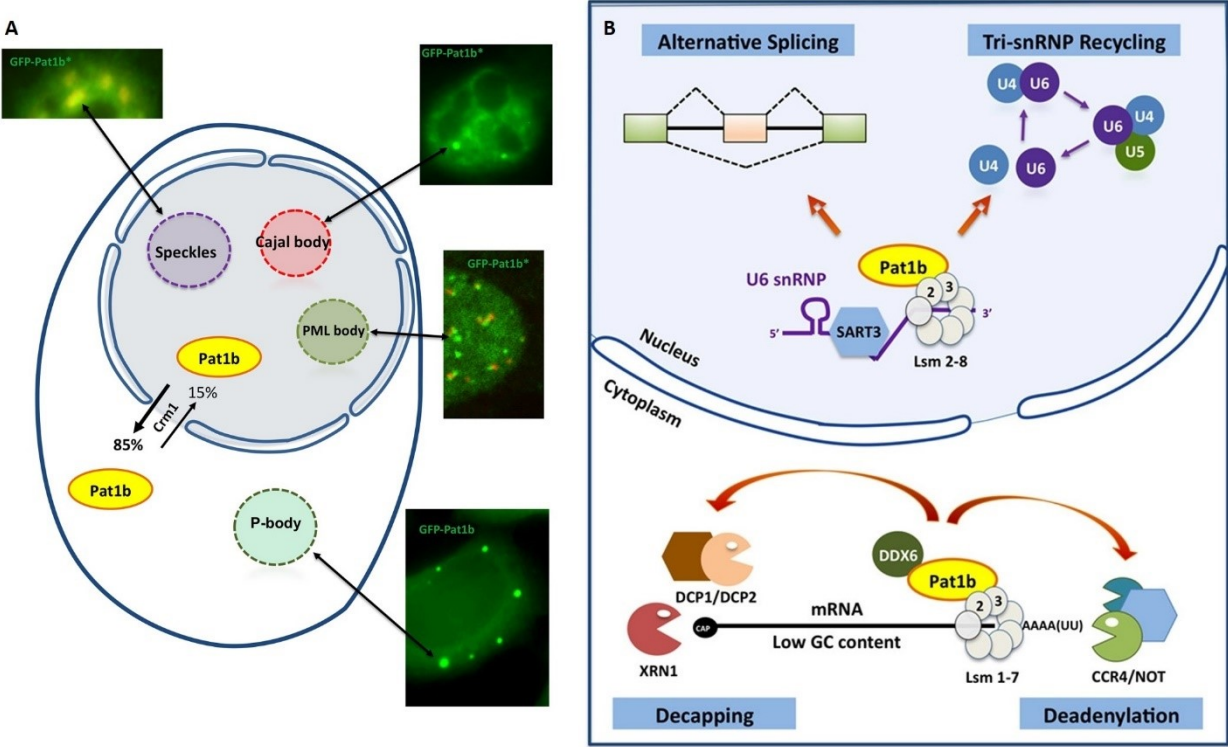 A
GFP-Pat1b*
GFP-Pat1b*
Speckles
Cajal body
GFP-Pat1b*
PML body
Pat1b
Crm1
15%
85%
Pat1b
P-body
GFP-Pat1b
B
Alternative Splicing
Tri-snRNP Recycling
U4
U6
U6
U4
U5
U4
U6
Pat1b
U6 snRNP
2
3
5'
SART3
3'
Lsm 2-8
Nucleus
Cytoplasm
DDX6
Pat1b
DCP1/DCP2
mRNA
2
3
CAP
AAAA(UU)
Low GC content
XRN1
Lsm 1-7
CCR4/NOT
Decapping
Deadenylation